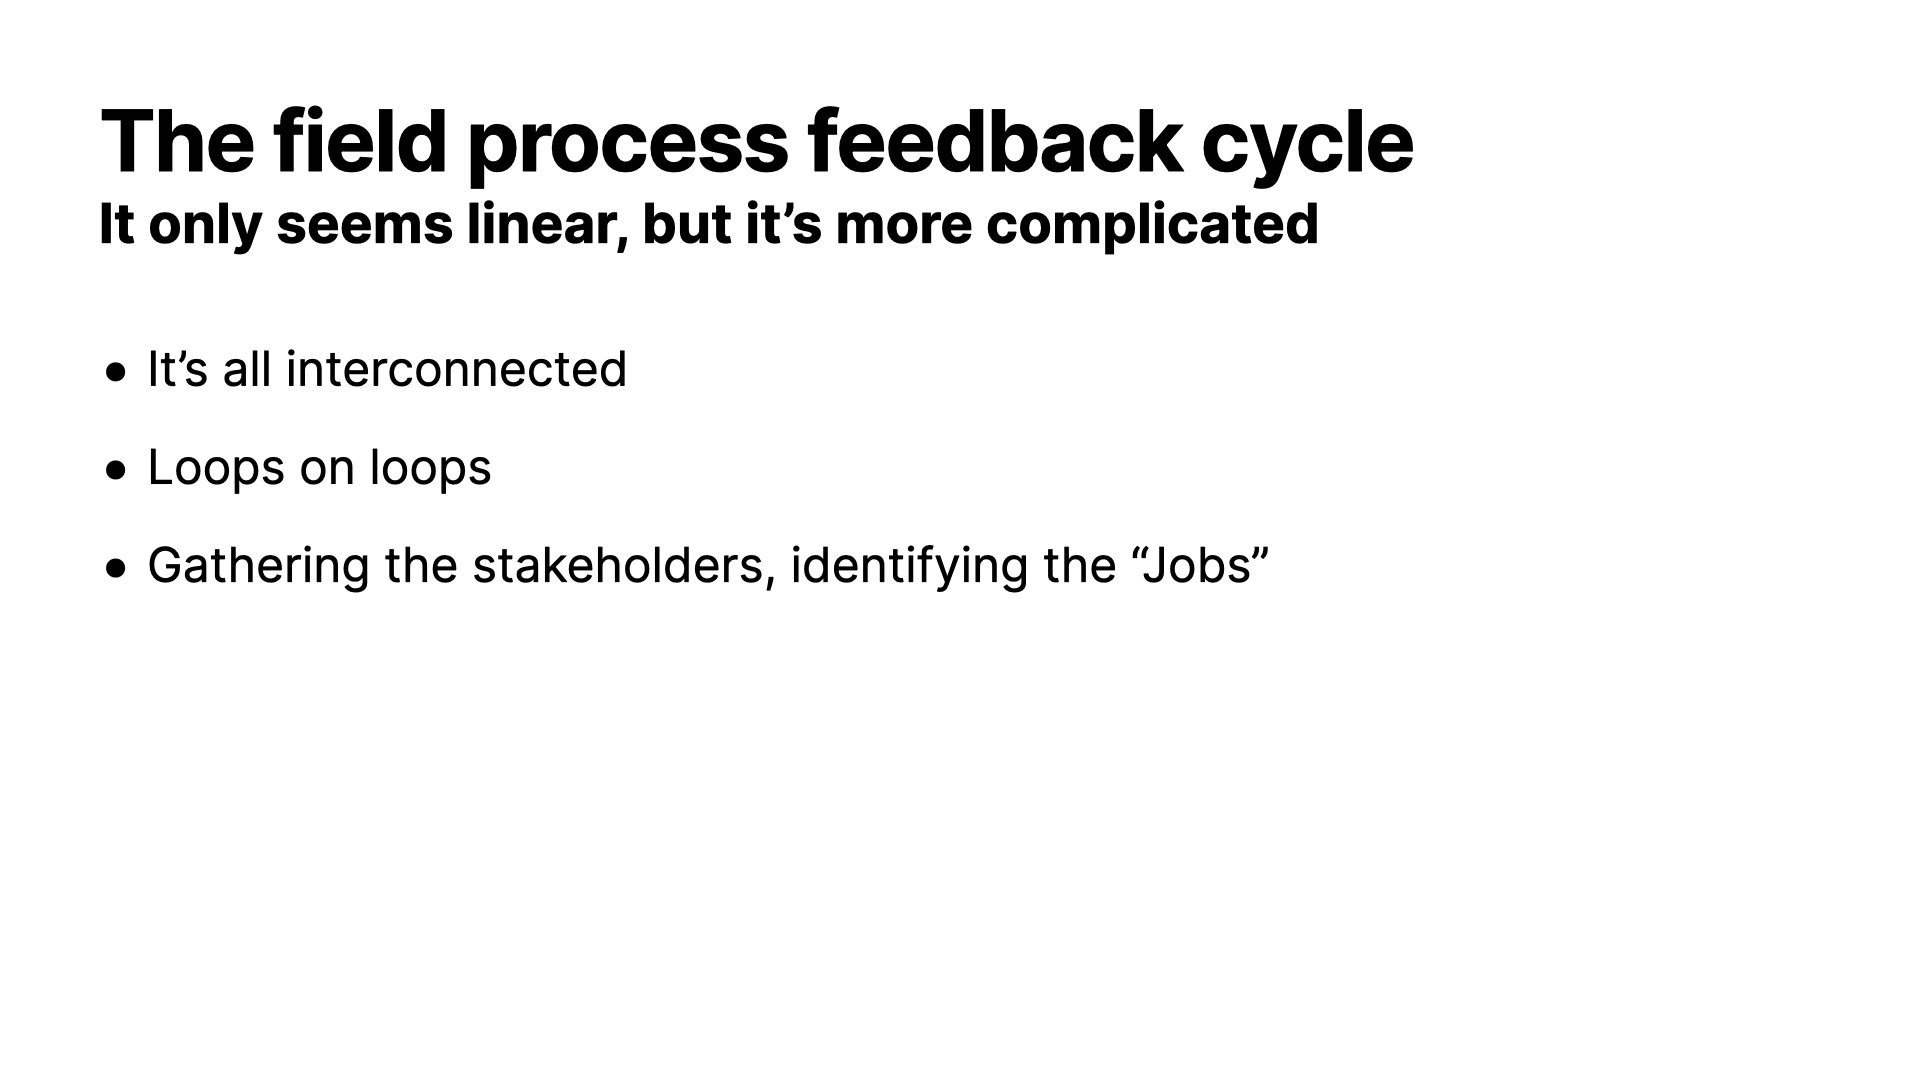 The field process feedback cycle
It only seems linear, but it’s more complicated
• It’s all interconnected
• Loops on loops
• Gathering the stakeholders, identifying the “Jobs”